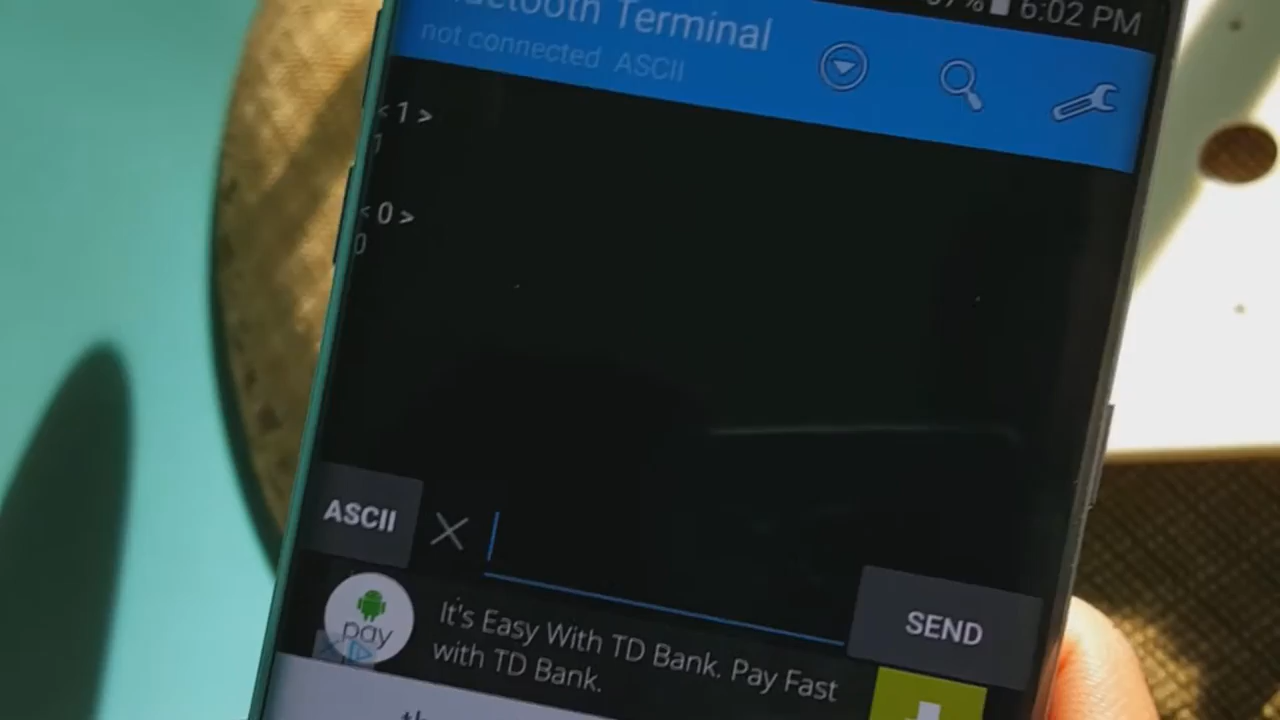 6:02 PM
Terminal
not connected ASCII
<1>
1
<0>
0
ASCII
SEND
pay
It's Easy With TD Bank. Pay Fast
with TD Bank.